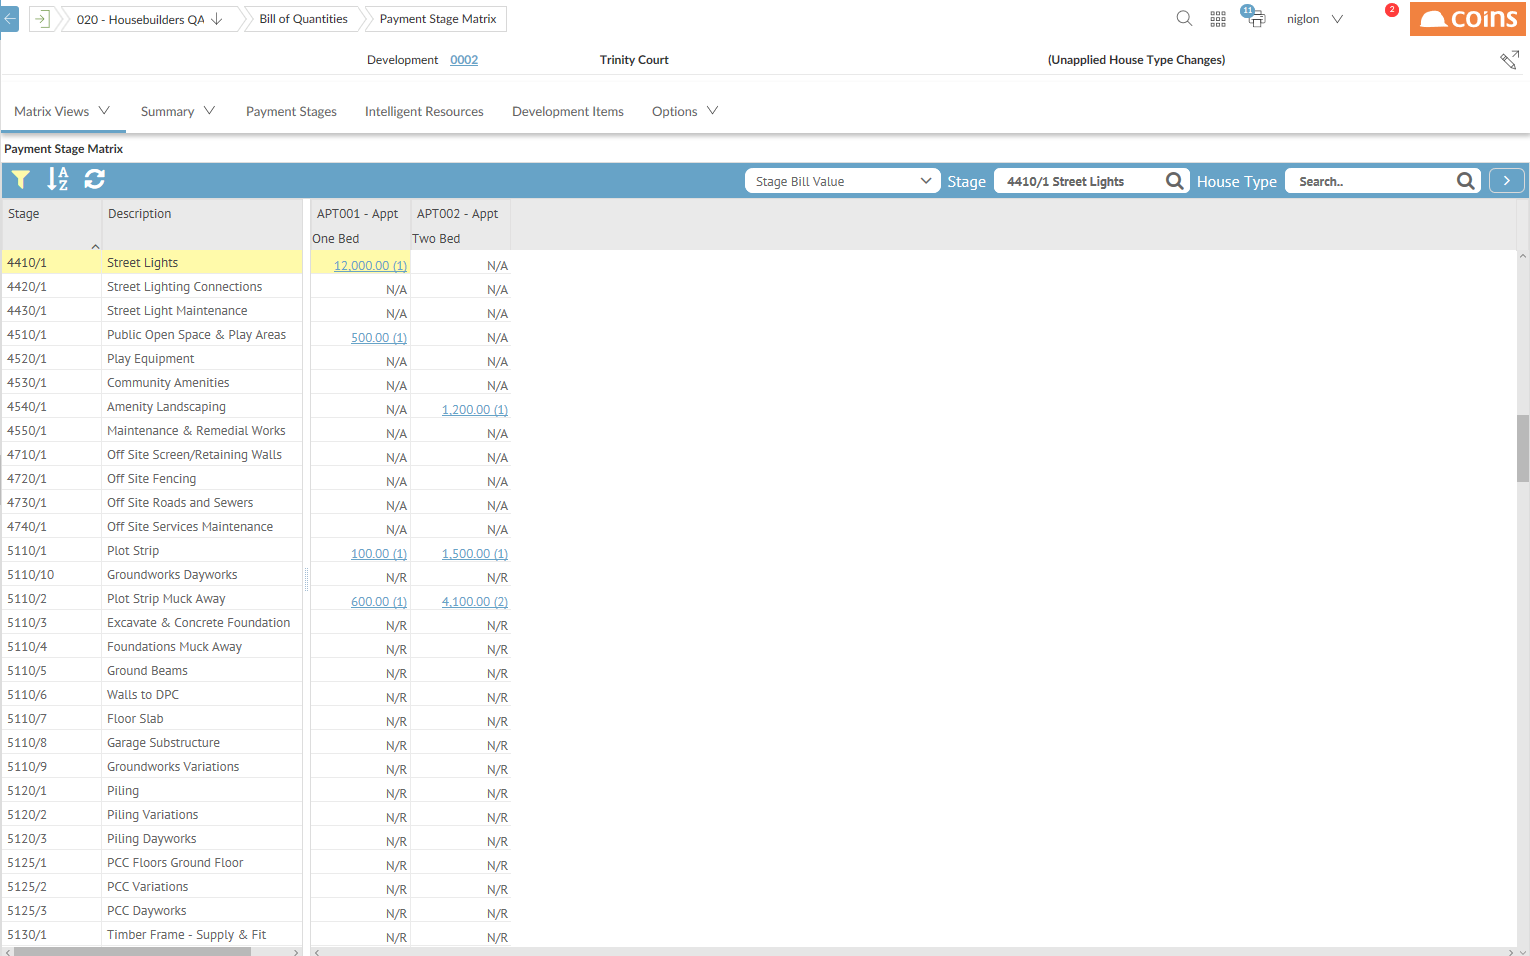 020 - Housebuilders QA Bill of Quantities Payment Stage Matrix 11 niglon 2 coins
Development 0002 Trinity Court (Unapplied House Type Changes)
Matrix Views Summary Payment Stages Intelligent Resources Development Items Options
Payment Stage Matrix
A Z Stage Bill Value Stage 4410/1 Street Lights House Type Search..
Stage Description APT001 - Appt APT002 - Appt
One Bed Two Bed
4410/1 Street Lights 12,000.00 (1) N/A
4420/1 Street Lighting Connections N/A N/A
4430/1 Street Light Maintenance N/A N/A
4510/1 Public Open Space & Play Areas 500.00 (1) N/A
4520/1 Play Equipment N/A N/A
4530/1 Community Amenities N/A N/A
4540/1 Amenity Landscaping N/A 1,200.00 (1)
4550/1 Maintenance & Remedial Works N/A N/A
4710/1 Off Site Screen/Retaining Walls N/A N/A
4720/1 Off Site Fencing N/A N/A
4730/1 Off Site Roads and Sewers N/A N/A
4740/1 Off Site Services Maintenance N/A N/A
5110/1 Plot Strip 100.00 (1) 1,500.00 (1)
5110/10 Groundworks Dayworks N/R N/R
5110/2 Plot Strip Muck Away 600.00 (1) 4,100.00 (2)
5110/3 Excavate & Concrete Foundation N/R N/R
5110/4 Foundations Muck Away N/R N/R
5110/5 Ground Beams N/R N/R
5110/6 Walls to DPC N/R N/R
5110/7 Floor Slab N/R N/R
5110/8 Garage Substructure N/R N/R
5110/9 Groundworks Variations N/R N/R
5120/1 Piling N/R N/R
5120/2 Piling Variations N/R N/R
5120/3 Piling Dayworks N/R N/R
5125/1 PCC Floors Ground Floor N/R N/R
5125/2 PCC Variations N/R N/R
5125/3 PCC Dayworks N/R N/R
5130/1 Timber Frame - Supply & Fit N/R N/R